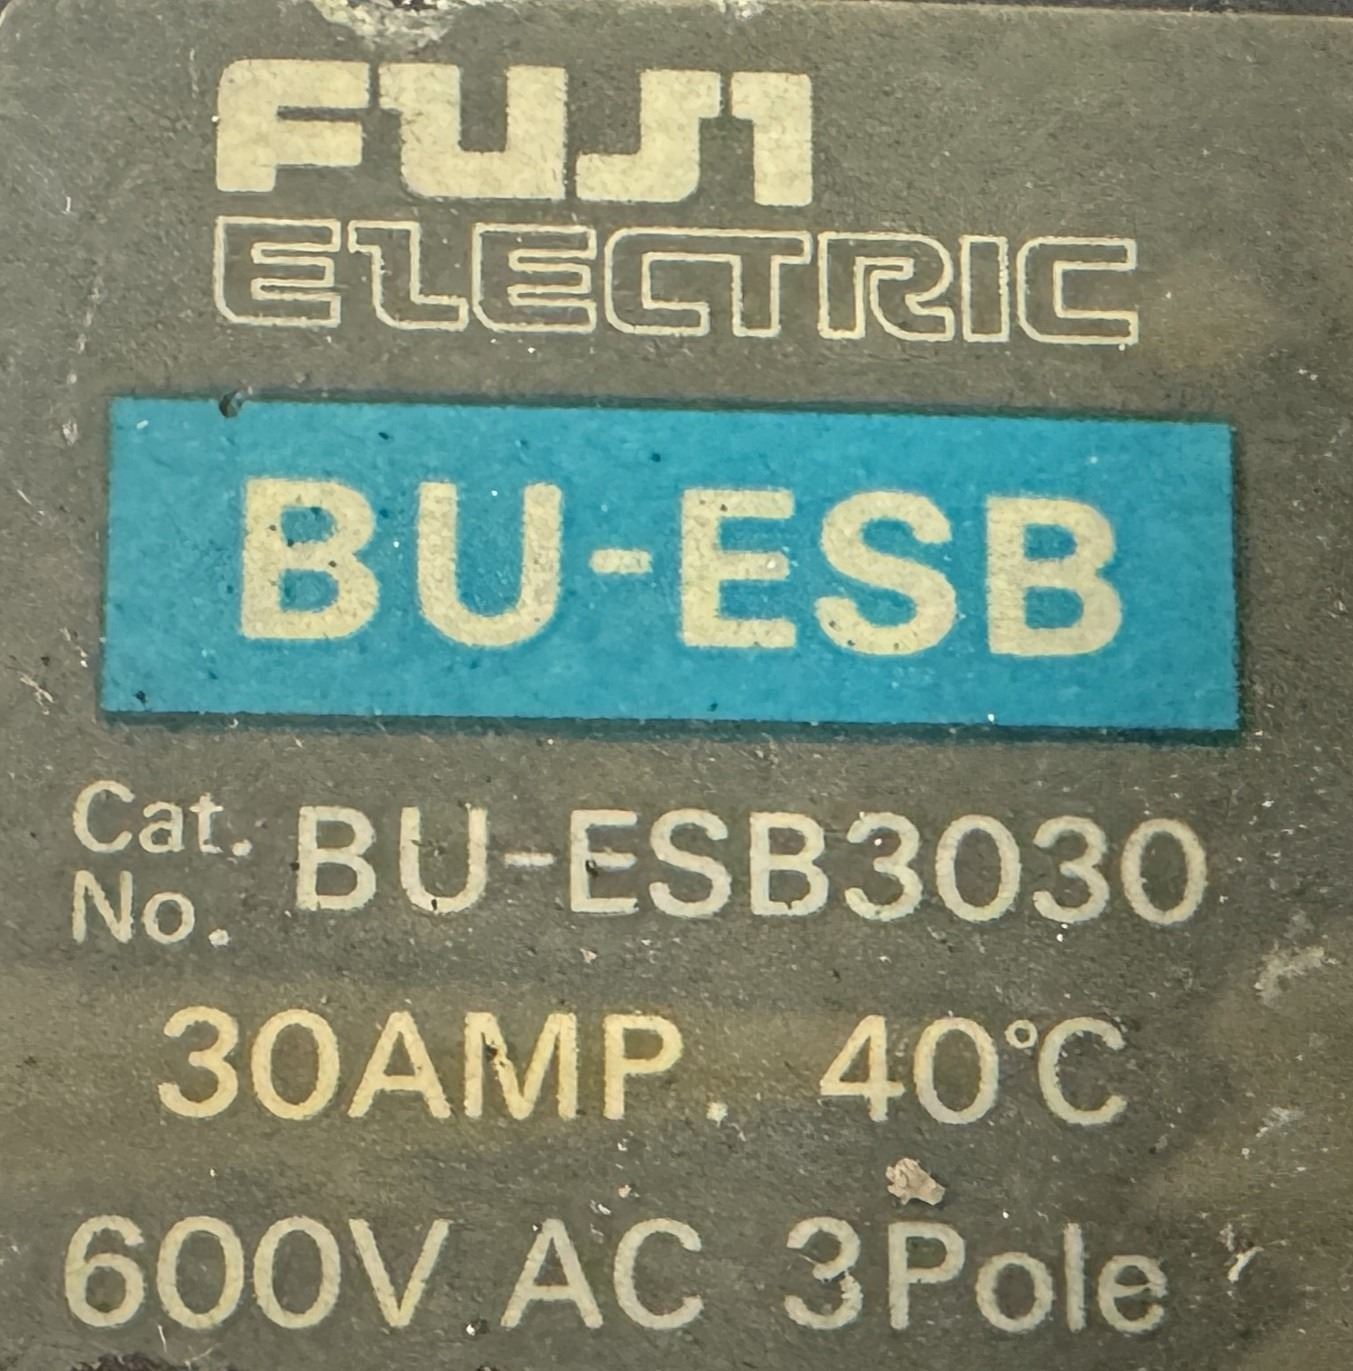 FUJI
ELECTRIC
BU-ESB
Cat. No. BU-ESB3030
30AMP. 40°C
600V AC 3Pole